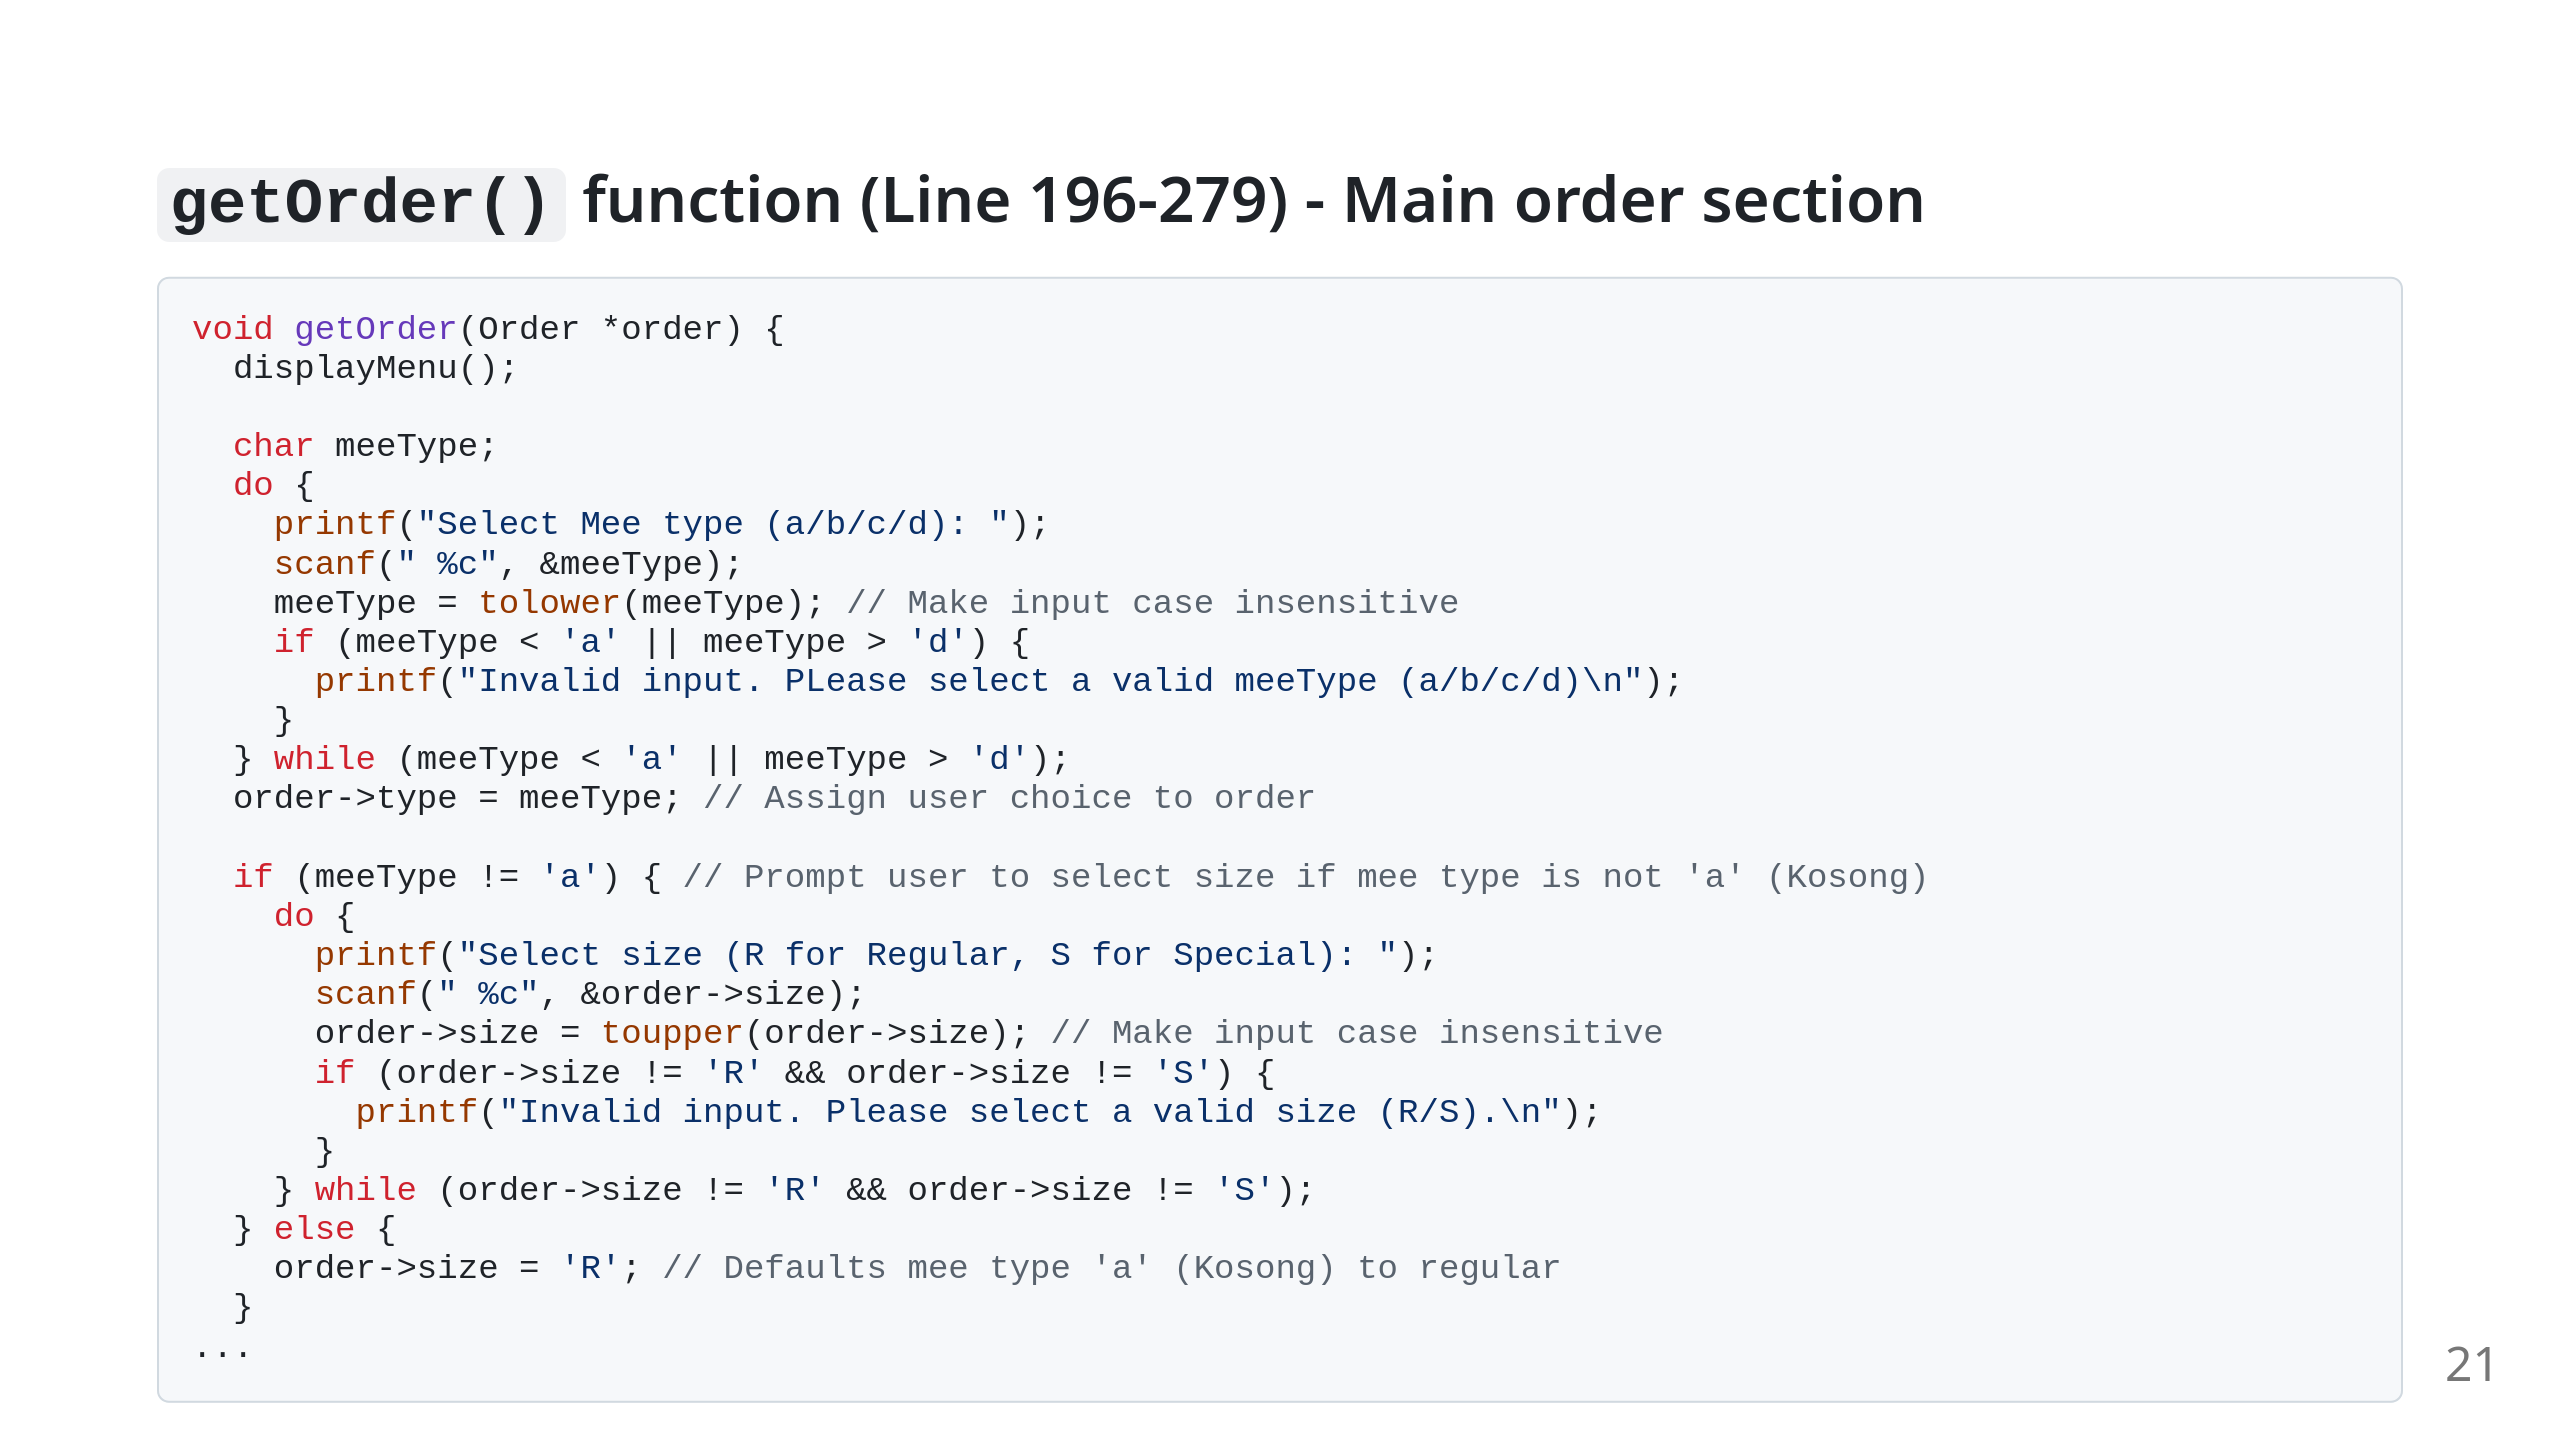 getOrder() function (Line 196-279) - Main order section
void getOrder(Order *order) {
  displayMenu();

  char meeType;
  do {
    printf("Select Mee type (a/b/c/d): ");
    scanf(" %c", &meeType);
    meeType = tolower(meeType); // Make input case insensitive
    if (meeType < 'a' || meeType > 'd') {
      printf("Invalid input. PLease select a valid meeType (a/b/c/d)\n");
    }
  } while (meeType < 'a' || meeType > 'd');
  order->type = meeType; // Assign user choice to order

  if (meeType != 'a') { // Prompt user to select size if mee type is not 'a' (Kosong)
    do {
      printf("Select size (R for Regular, S for Special): ");
      scanf(" %c", &order->size);
      order->size = toupper(order->size); // Make input case insensitive
      if (order->size != 'R' && order->size != 'S') {
        printf("Invalid input. Please select a valid size (R/S).\n");
      }
    } while (order->size != 'R' && order->size != 'S');
  } else {
    order->size = 'R'; // Defaults mee type 'a' (Kosong) to regular
  }
...
21